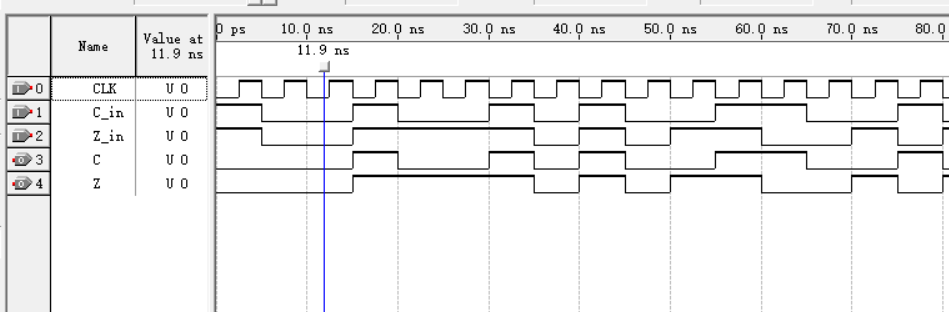 0 ps 10.0 ns 20.0 ns 30.0 ns 40.0 ns 50.0 ns 60.0 ns 70.0 ns 80.0
Name Value at 11.9 ns
11.9 ns
0 CLK U 0
1 C_in U 0
2 Z_in U 0
3 C U 0
4 Z U 0